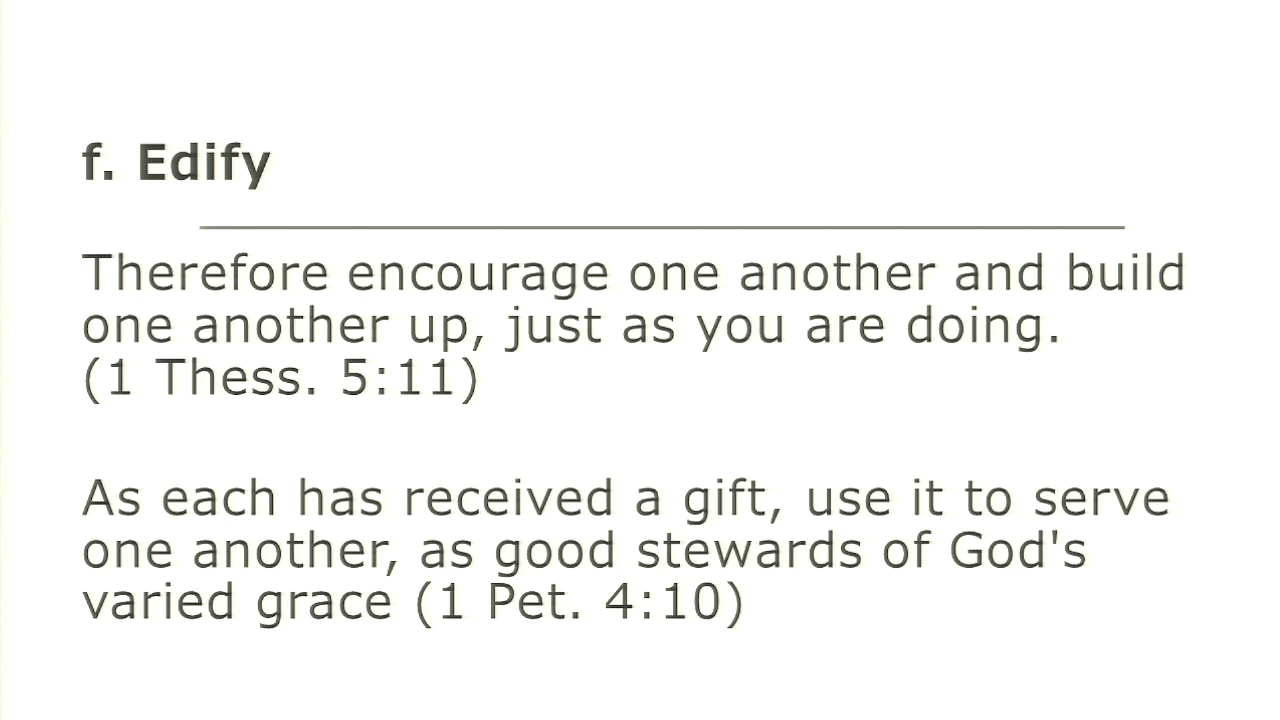 f. Edify
Therefore encourage one another and build
one another up, just as you are doing.
(1 Thess. 5:11)
As each has received a gift, use it to serve
one another, as good stewards of God's
varied grace (1 Pet. 4:10)